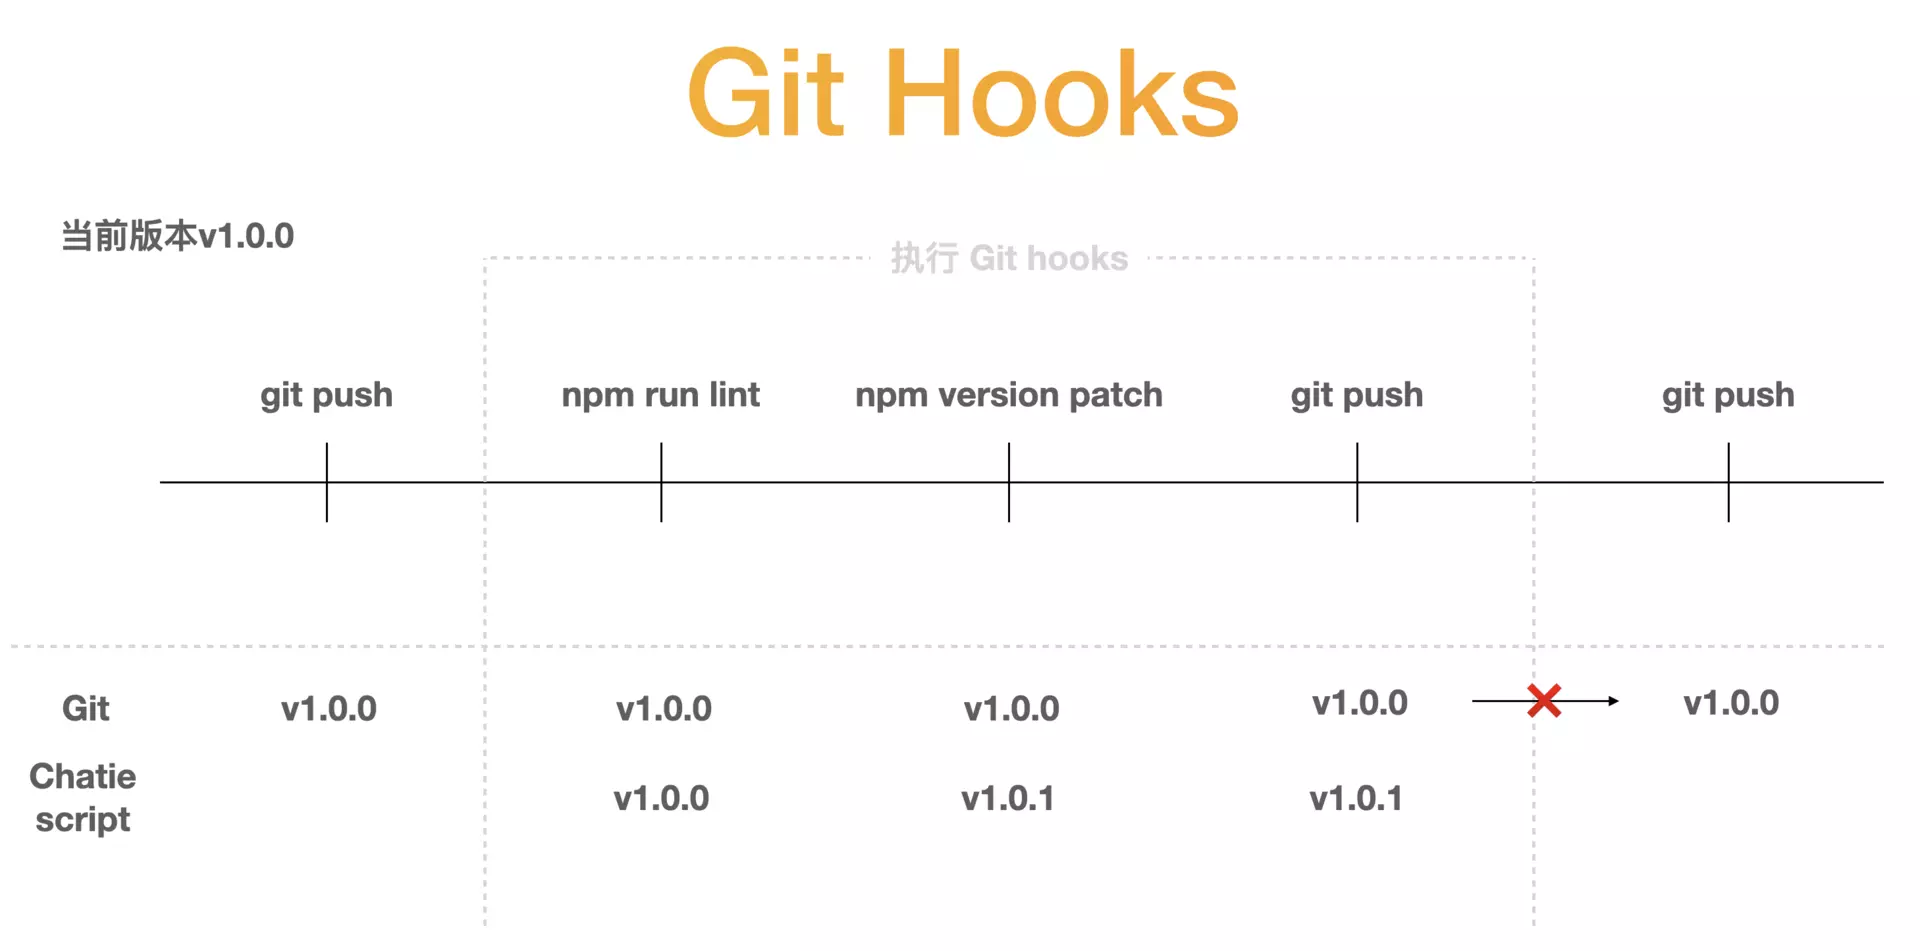 Git Hooks
当前版本v1.0.0
执行 Git hooks
git push npm run lint npm version patch git push git push
Git v1.0.0 v1.0.0 v1.0.0 v1.0.0 v1.0.0
Chatie
script v1.0.0 v1.0.1 v1.0.1